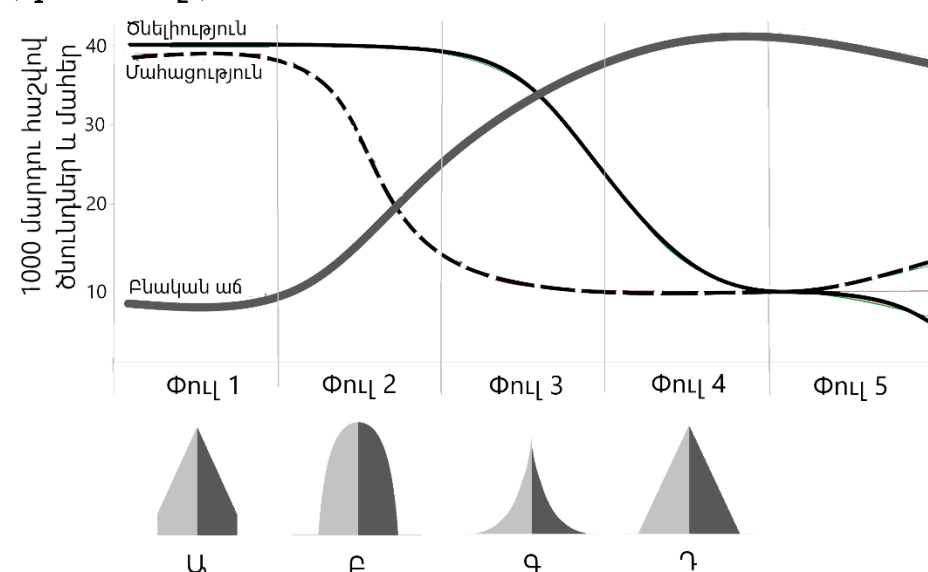 Ծնելիություն
40
Մահացություն
30
20
Բնական աճ
10
1000 մարդու հաշվով
ծնունդներ և մահեր
Փուլ 1
Փուլ 2
Փուլ 3
Փուլ 4
Փուլ 5
Ա
Բ
Գ
Դ